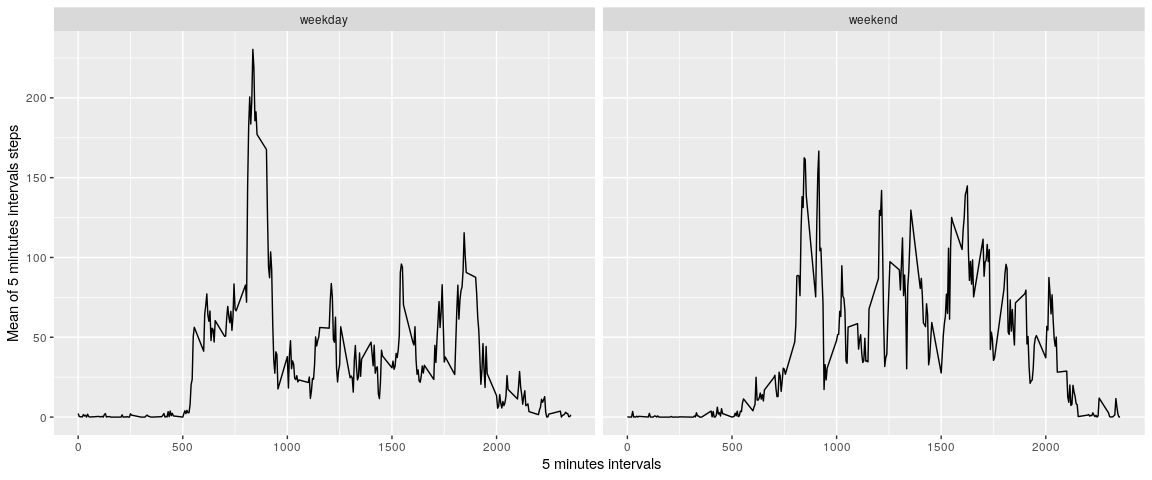 weekday
weekend
Mean of 5 mintutes intervals steps
200
150
100
50
0
0 500 1000 1500 2000
0 500 1000 1500 2000
5 minutes intervals